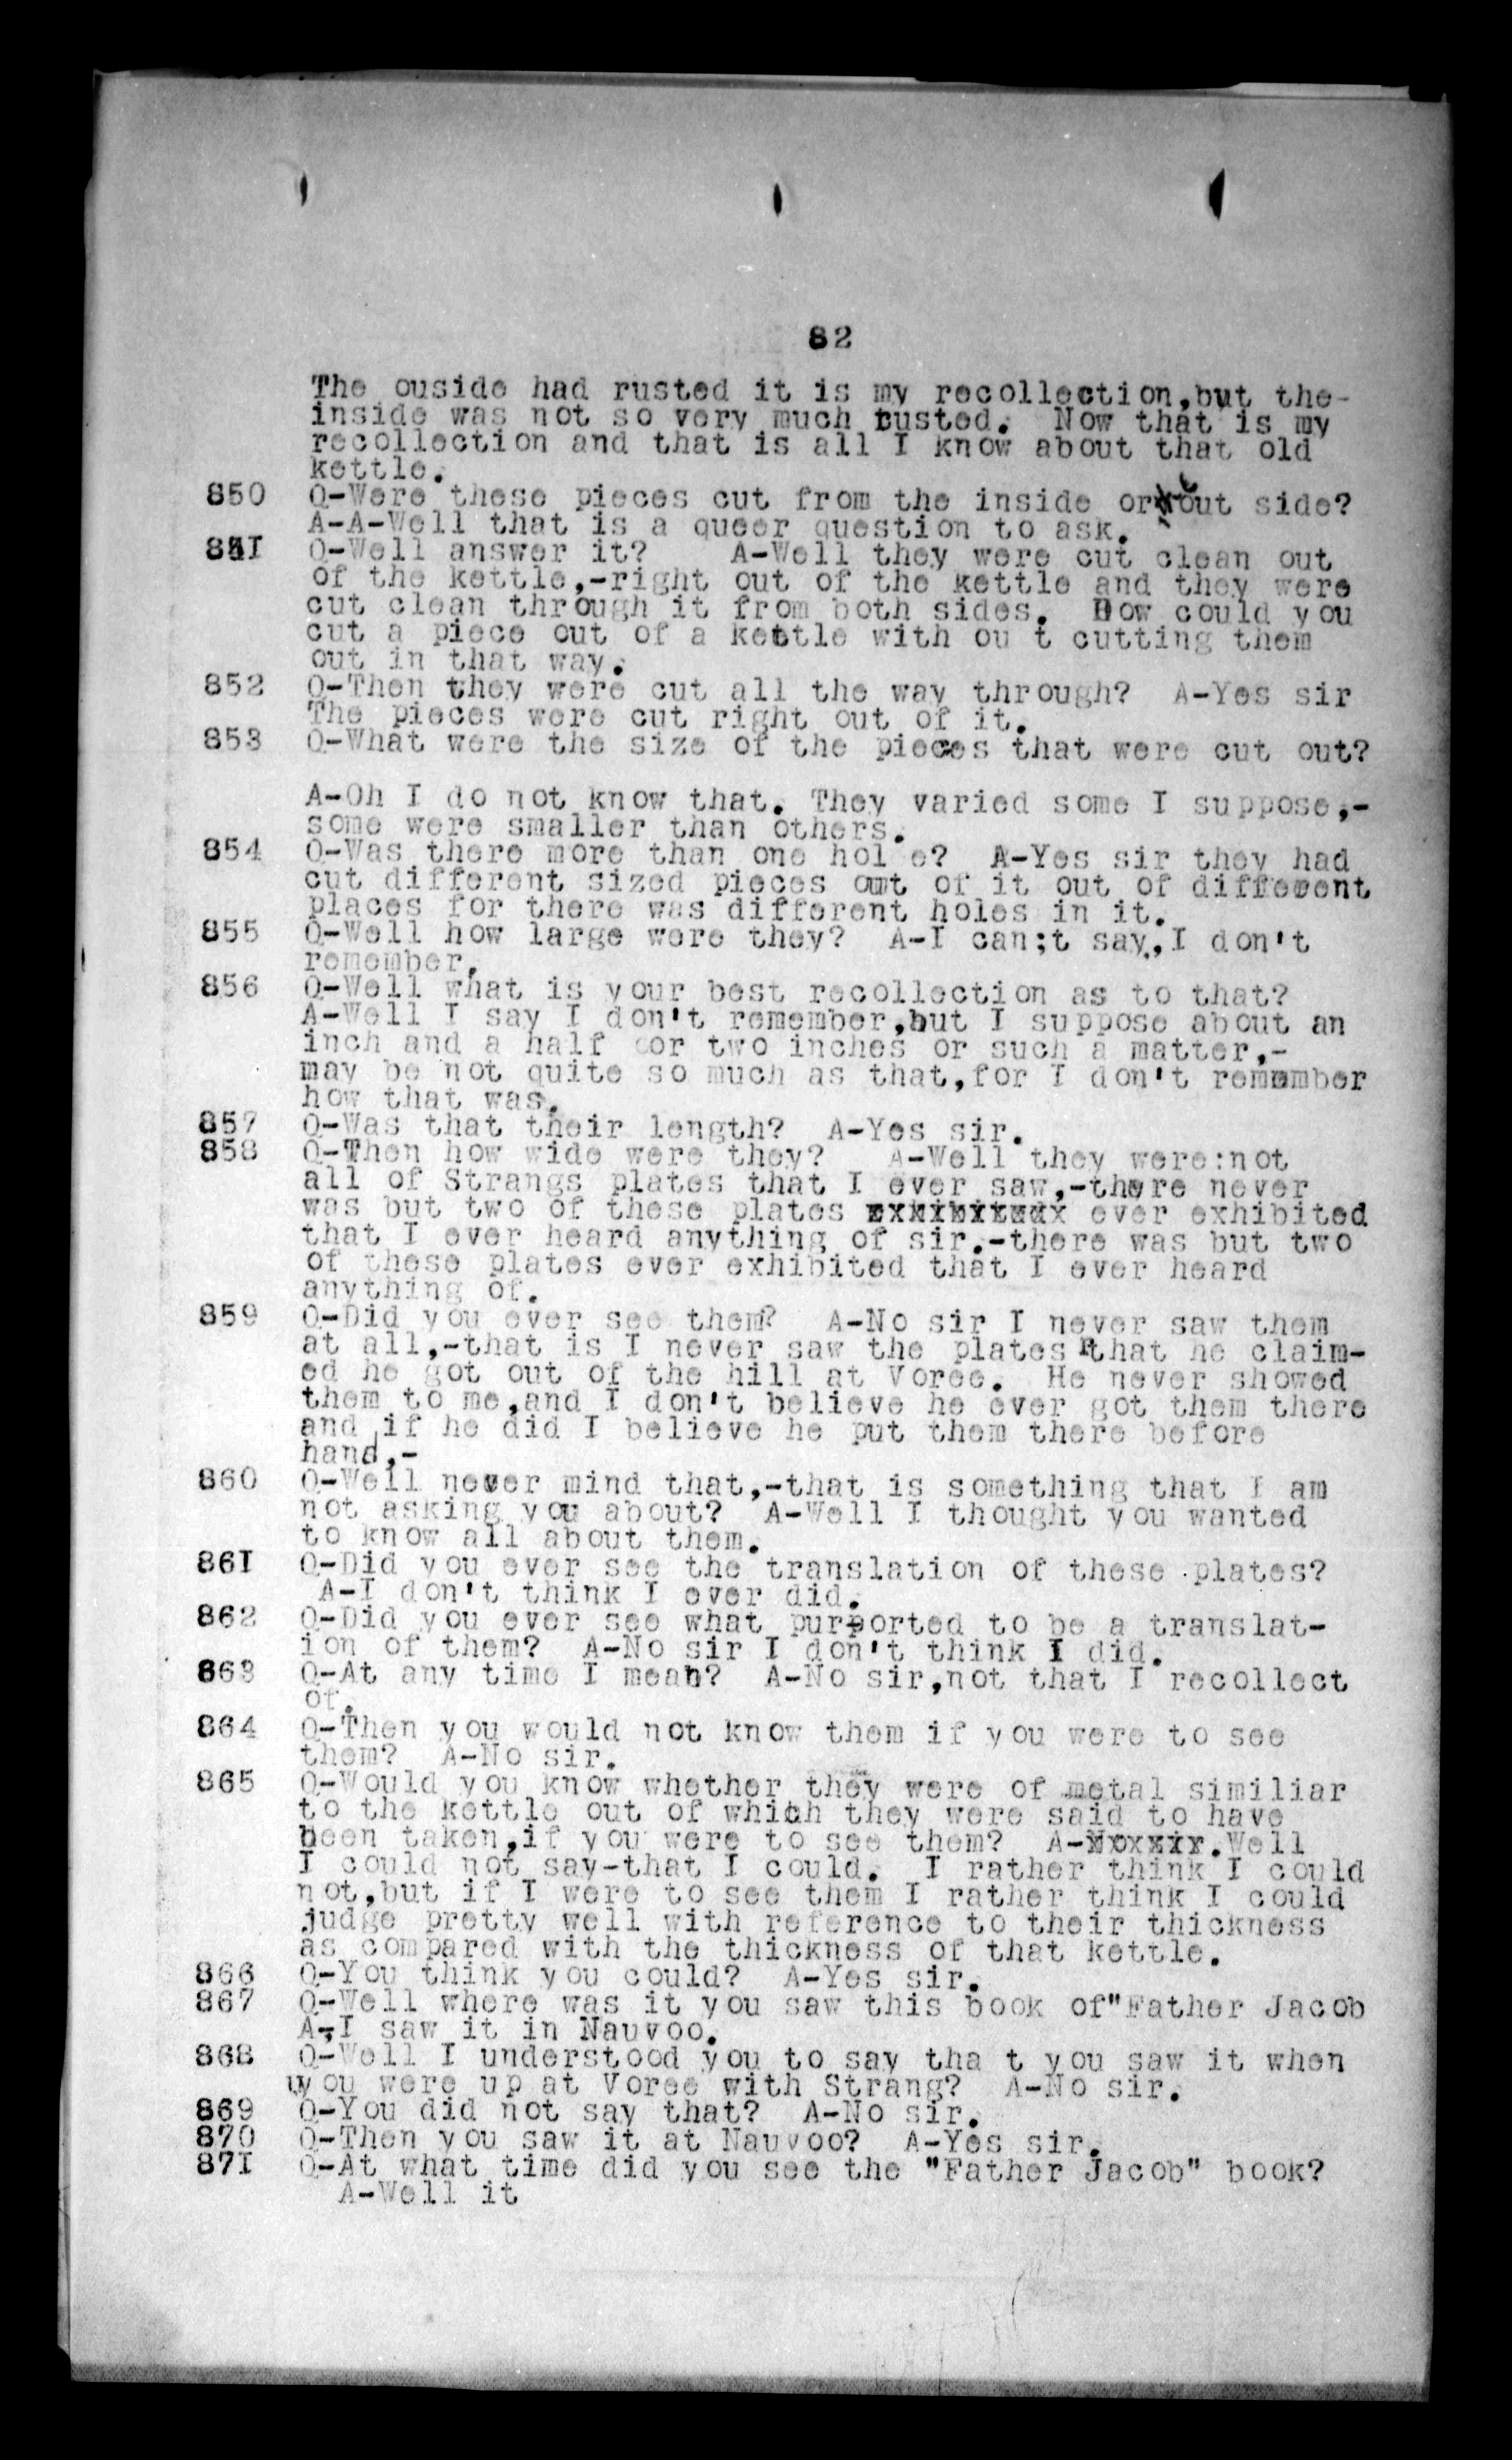 82
The ouside had rusted it is my recollection,but the-
inside was not so very much rusted. Now that is my
recollection and that is all I know about that old
kettle.
850 Q-Were these pieces cut from the inside or out side?
A-A-Well that is a queer question to ask.
851 Q-Well answer it? A-Well they were cut clean out
of the kettle,-right out of the kettle and they were
cut clean through it from both sides. How could you
cut a piece out of a kettle with ou t cutting them
out in that way.
852 Q-Then they were cut all the way through? A-Yes sir
The pieces were cut right out of it.
853 Q-What were the size of the pieces that were cut out?
A-Oh I do not know that. They varied some I suppose,-
some were smaller than others.
854 Q-Was there more than one hol e? A-Yes sir they had
cut different sized pieces out of it out of different
places for there was different holes in it.
855 Q-Well how large were they? A-I can;t say,I don't
remember.
856 Q-Well what is your best recollection as to that?
A-Well I say I don't remember,but I suppose about an
inch and a half or two inches or such a matter,-
may be not quite so much as that,for I don't remember
how that was.
857 Q-Was that their length? A-Yes sir.
858 Q-Then how wide were they? A-Well they were:not
all of Strangs plates that I ever saw,-there never
was but two of these plates exhibitedx ever exhibited
that I ever heard anything of sir.-there was but two
of these plates ever exhibited that I ever heard
anything of.
859 Q-Did you ever see them? A-No sir I never saw them
at all,-that is I never saw the plates that he claim-
ed he got out of the hill at Voree. He never showed
them to me,and I don't believe he ever got them there
and if he did I believe he put them there before
hand,-
860 Q-Well never mind that,-that is something that I am
not asking you about? A-Well I thought you wanted
to know all about them.
861 Q-Did you ever see the translation of these plates?
A-I don't think I ever did.
862 Q-Did you ever see what purported to be a translat-
ion of them? A-No sir I don't think I did.
863 Q-At any time I mean? A-No sir,not that I recollect
of.
864 Q-Then you would not know them if you were to see
them? A-No sir.
865 Q-Would you know whether they were of metal similiar
to the kettle out of which they were said to have
been taken,if you were to see them? A-Noxxir.Well
I could not say-that I could. I rather think I could
not,but if I were to see them I rather think I could
judge pretty well with reference to their thickness
as compared with the thickness of that kettle.
866 Q-You think you could? A-Yes sir.
867 Q-Well where was it you saw this book of"Father Jacob
A-I saw it in Nauvoo.
868 Q-Well I understood you to say tha t you saw it when
you were up at Voree with Strang? A-No sir.
869 Q-You did not say that? A-No sir.
870 Q-Then you saw it at Nauvoo? A-Yes sir.
871 Q-At what time did you see the "Father Jacob" book?
A-Well it